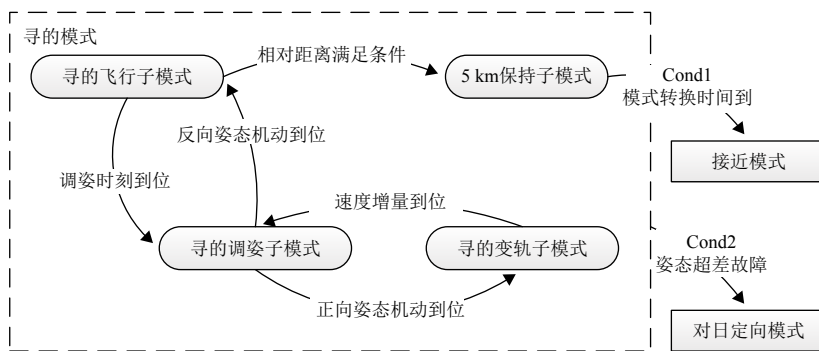 寻的模式
寻的飞行子模式
相对距离满足条件
5 km保持子模式
Cond1
模式转换时间到
接近模式
反向姿态机动到位
调姿时刻到位
速度增量到位
寻的调姿子模式
寻的变轨子模式
正向姿态机动到位
Cond2
姿态超差故障
对日定向模式